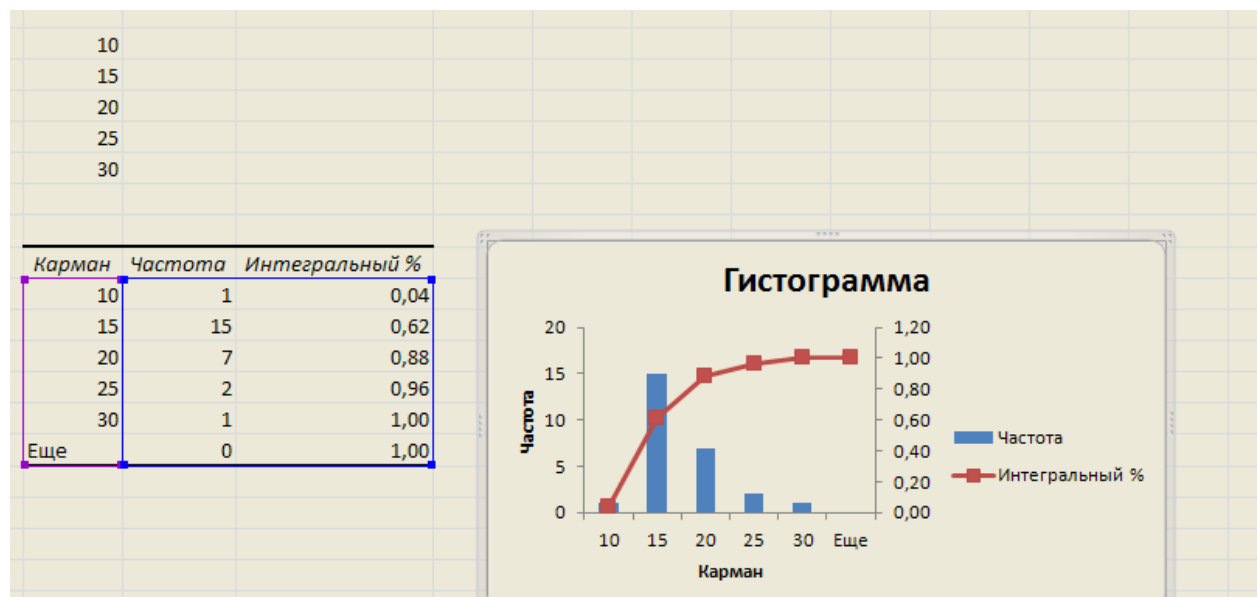 10
15
20
25
30
Карман Частота Интегральный %
10 1 0,04
15 15 0,62
20 7 0,88
25 2 0,96
30 1 1,00
Еще 0 1,00
Гистограмма
Частота
20
15
10
5
0
1,20
1,00
0,80
0,60
0,40
0,20
0,00
10 15 20 25 30 Еще
Карман
Частота
Интегральный %